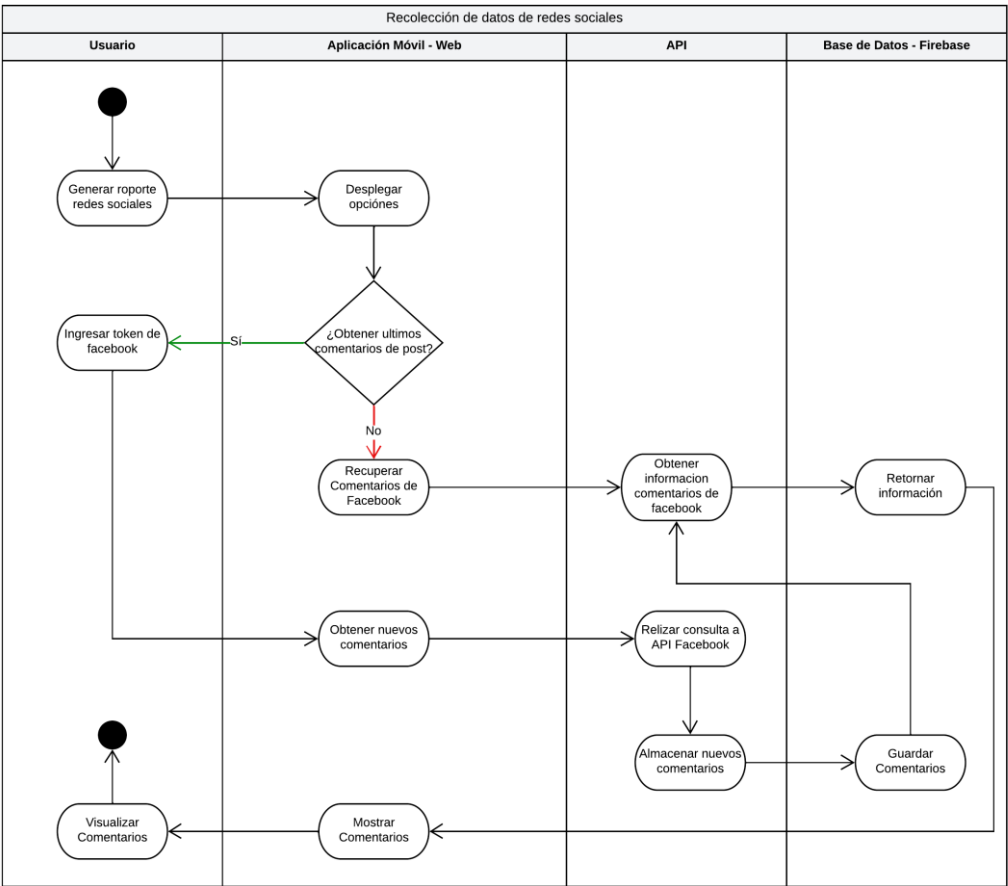 Recolección de datos de redes sociales
Usuario
Aplicación Móvil - Web
API
Base de Datos - Firebase
Generar roporte
redes sociales
Desplegar
opciónes
Ingresar token de
facebook
Sí
¿Obtener ultimos
comentarios de post?
No
Recuperar
Comentarios de
Facebook
Obtener
informacion
comentarios de
facebook
Retornar
información
Obtener nuevos
comentarios
Relizar consulta a
API Facebook
Almacenar nuevos
comentarios
Guardar
Comentarios
Visualizar
Comentarios
Mostrar
Comentarios